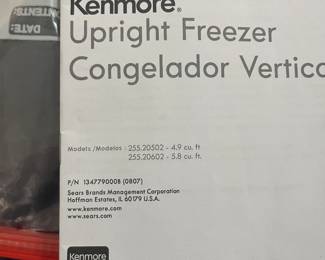 Kenmore®
Upright Freezer
Congelador Vertica
Models /Modelos : 255.20502 - 4.9 cu. ft
255.20602 - 5.8 cu. ft.
P/N 1347790008 (0807)
Sears Brands Management Corporation
Hoffman Estates, IL 60179 U.S.A.
www.kenmore.com
www.sears.com
Kenmore
NTENTS:
DATE: